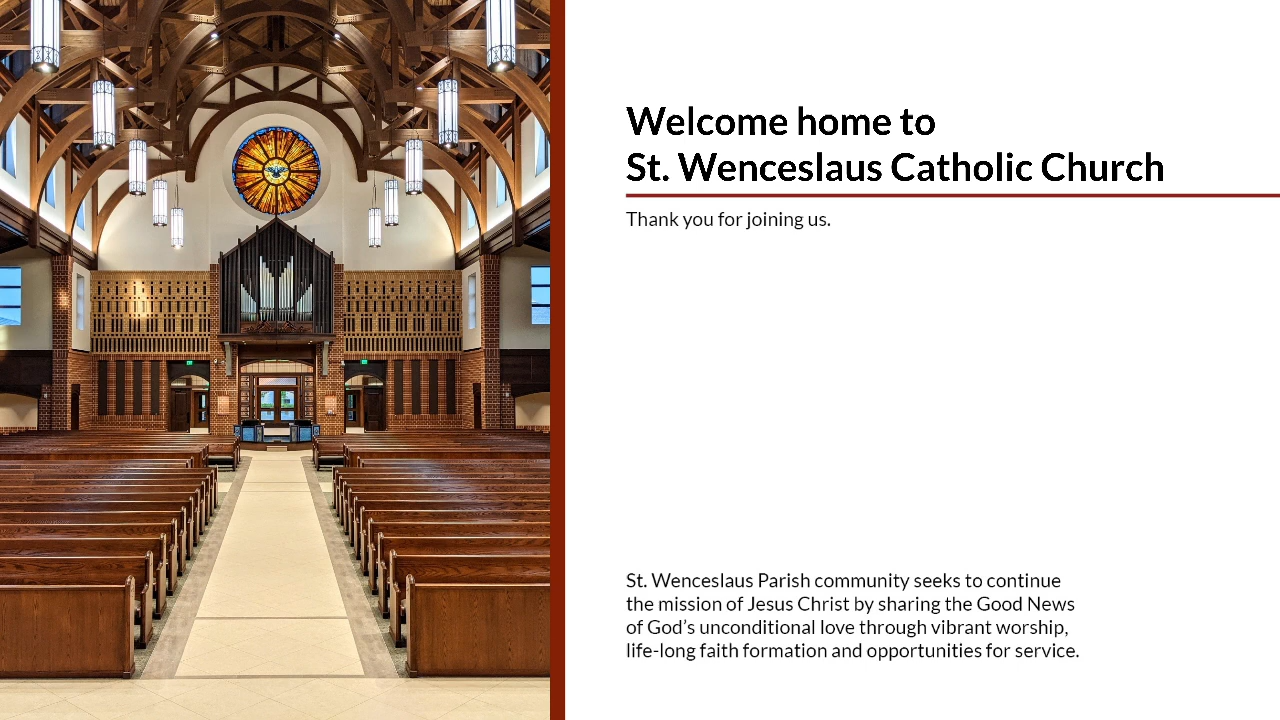 Welcome home to
St. Wenceslaus Catholic Church
Thank you for joining us.
St. Wenceslaus Parish community seeks to continue
the mission of Jesus Christ by sharing the Good News
of God’s unconditional love through vibrant worship,
life-long faith formation and opportunities for service.